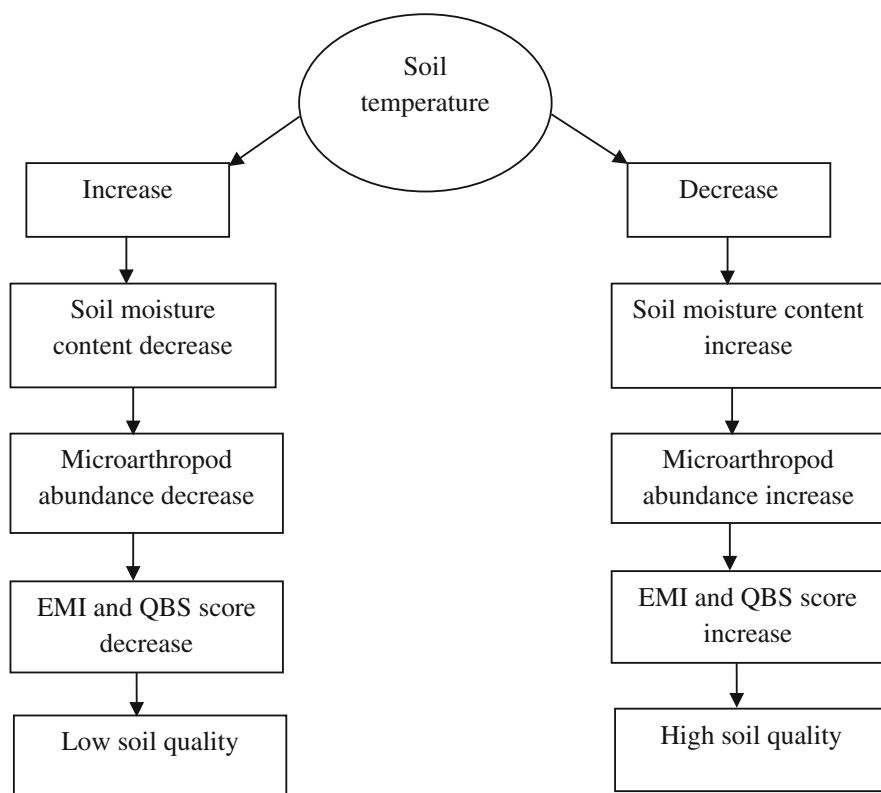 Soil
temperature
Increase
Decrease
Soil moisture
content decrease
Soil moisture content
increase
Microarthropod
abundance decrease
Microarthropod
abundance increase
EMI and QBS score
decrease
EMI and QBS score
increase
Low soil quality
High soil quality